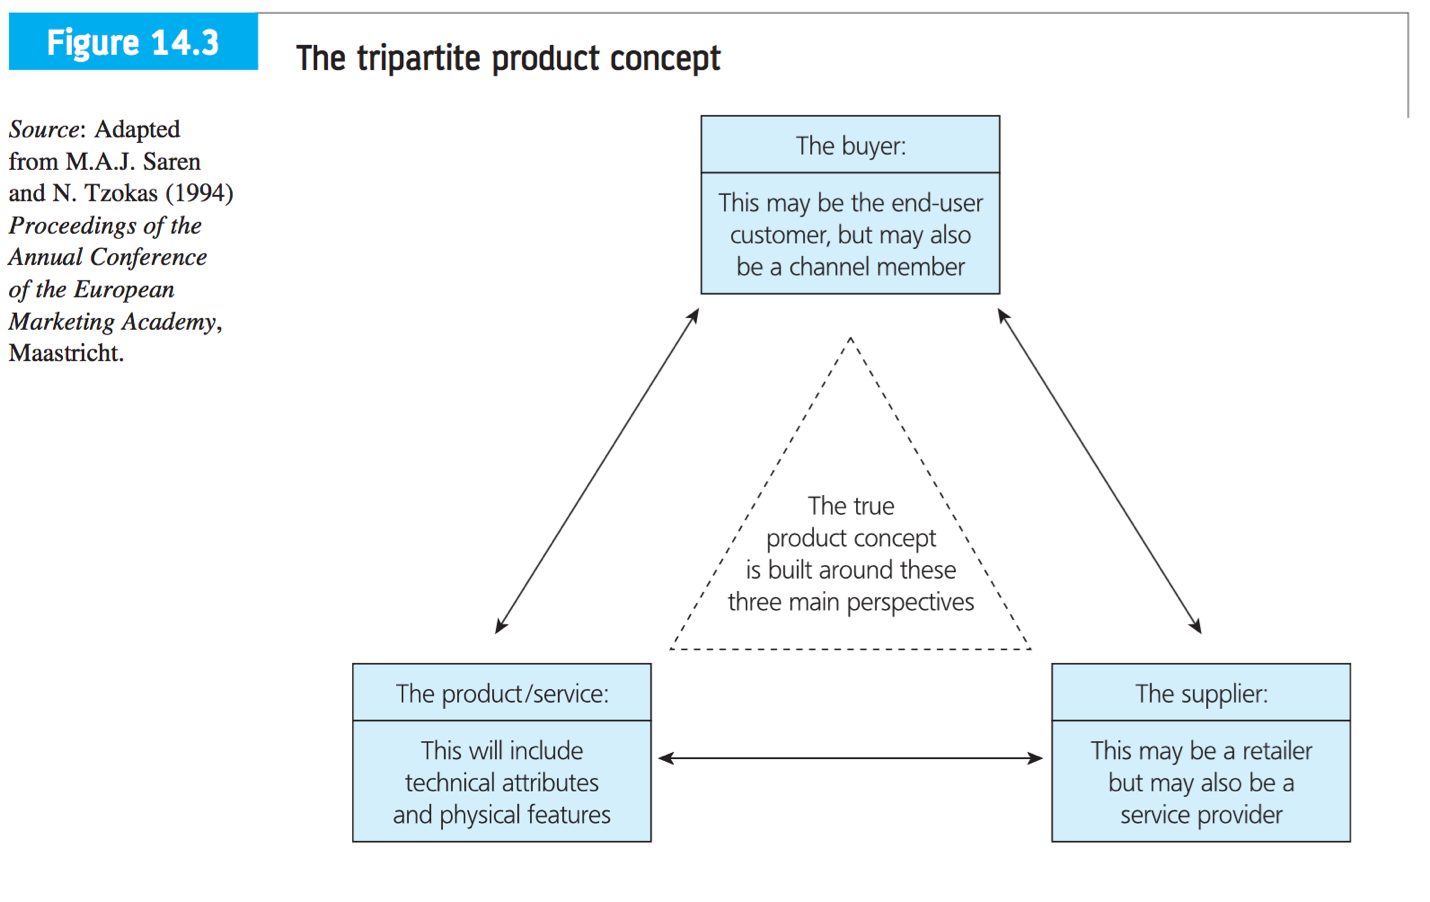 Figure 14.3
The tripartite product concept
Source: Adapted
from M.A.J. Saren
and N. Tzokas (1994)
Proceedings of the
Annual Conference
of the European
Marketing Academy,
Maastricht.
The buyer:
This may be the end-user
customer, but may also
be a channel member
The true
product concept
is built around these
three main perspectives
The product/service:
This will include
technical attributes
and physical features
The supplier:
This may be a retailer
but may also be a
service provider